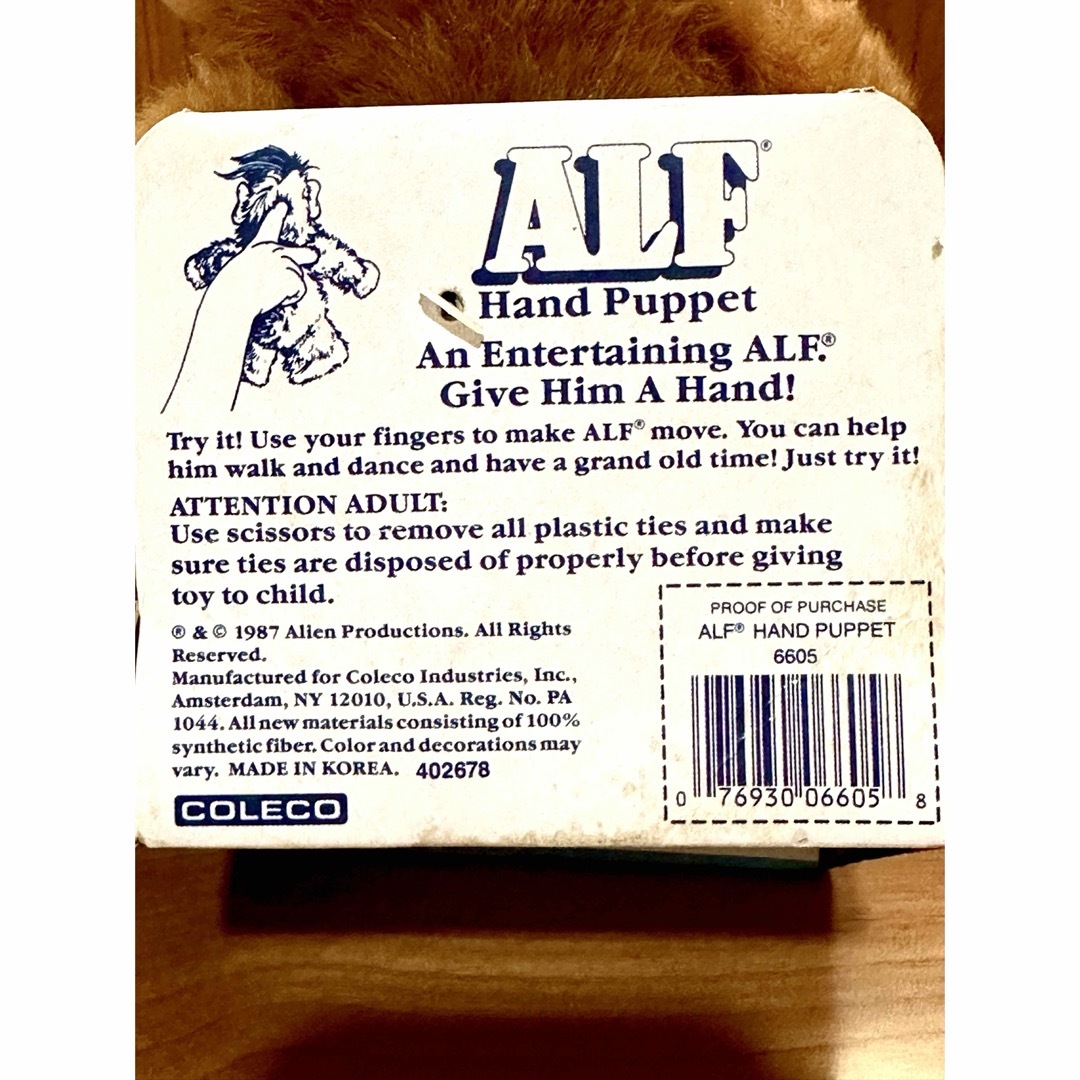 ALF®
Hand Puppet
An Entertaining ALF.®
Give Him A Hand!
Try it! Use your fingers to make ALF® move. You can help
him walk and dance and have a grand old time! Just try it!
ATTENTION ADULT:
Use scissors to remove all plastic ties and make
sure ties are disposed of properly before giving
toy to child.
® & © 1987 Alien Productions. All Rights
Reserved.
Manufactured for Coleco Industries, Inc.,
Amsterdam, NY 12010, U.S.A. Reg. No. PA
1044. All new materials consisting of 100%
synthetic fiber. Color and decorations may
vary. MADE IN KOREA. 402678
COLECO
PROOF OF PURCHASE
ALF® HAND PUPPET
6605
0 76930 06605 8